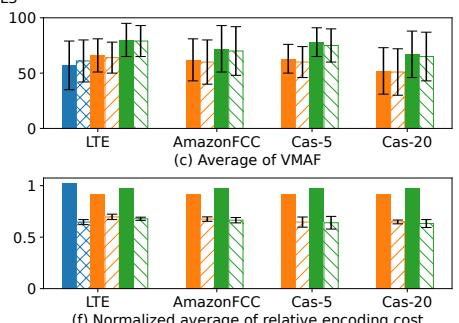 100
50
0
LTE AmazonFCC Cas-5 Cas-20
(c) Average of VMAF
1
0.5
0
LTE AmazonFCC Cas-5 Cas-20
(f) Normalized average of relative encoding cost